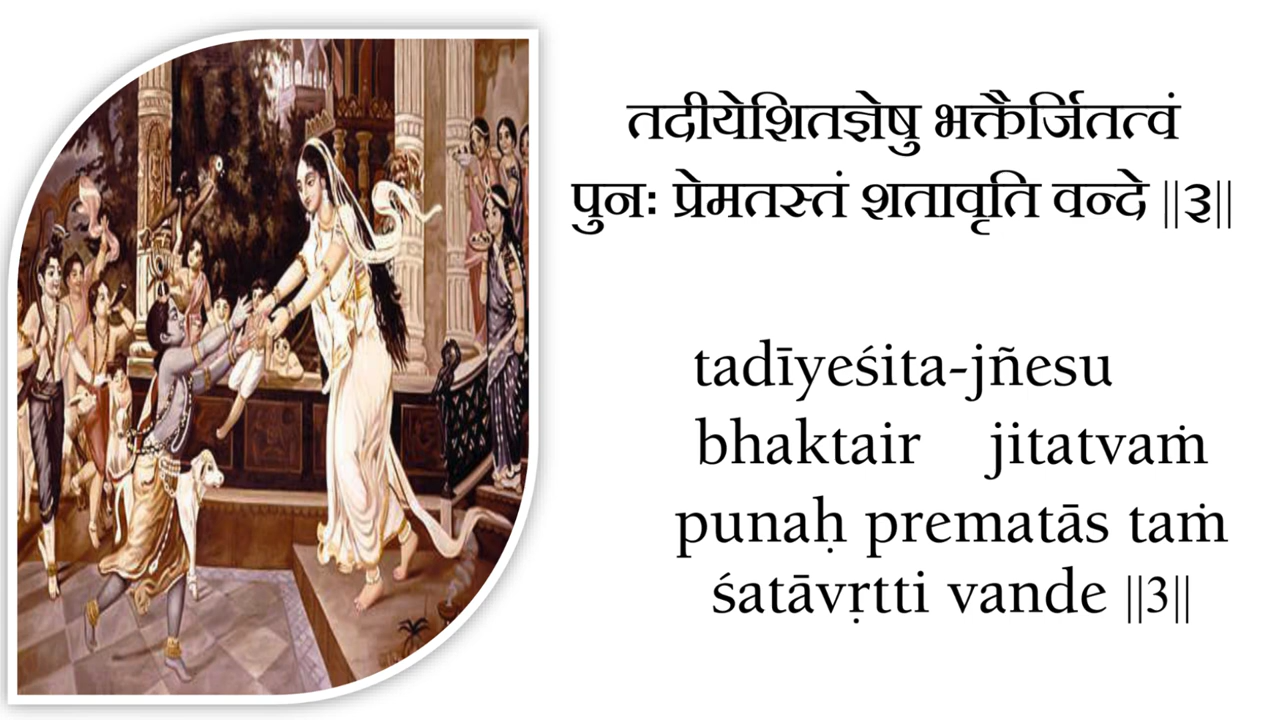 तदीयेशितज्ञेषु भक्तैर्जितत्वं
पुनः प्रेमतस्तं शतावृति वन्दे ||३||
tadīyeśita-jñesu
bhaktair jitatvaṁ
punaḥ prematās taṁ
śatāvṛtti vande ||3||